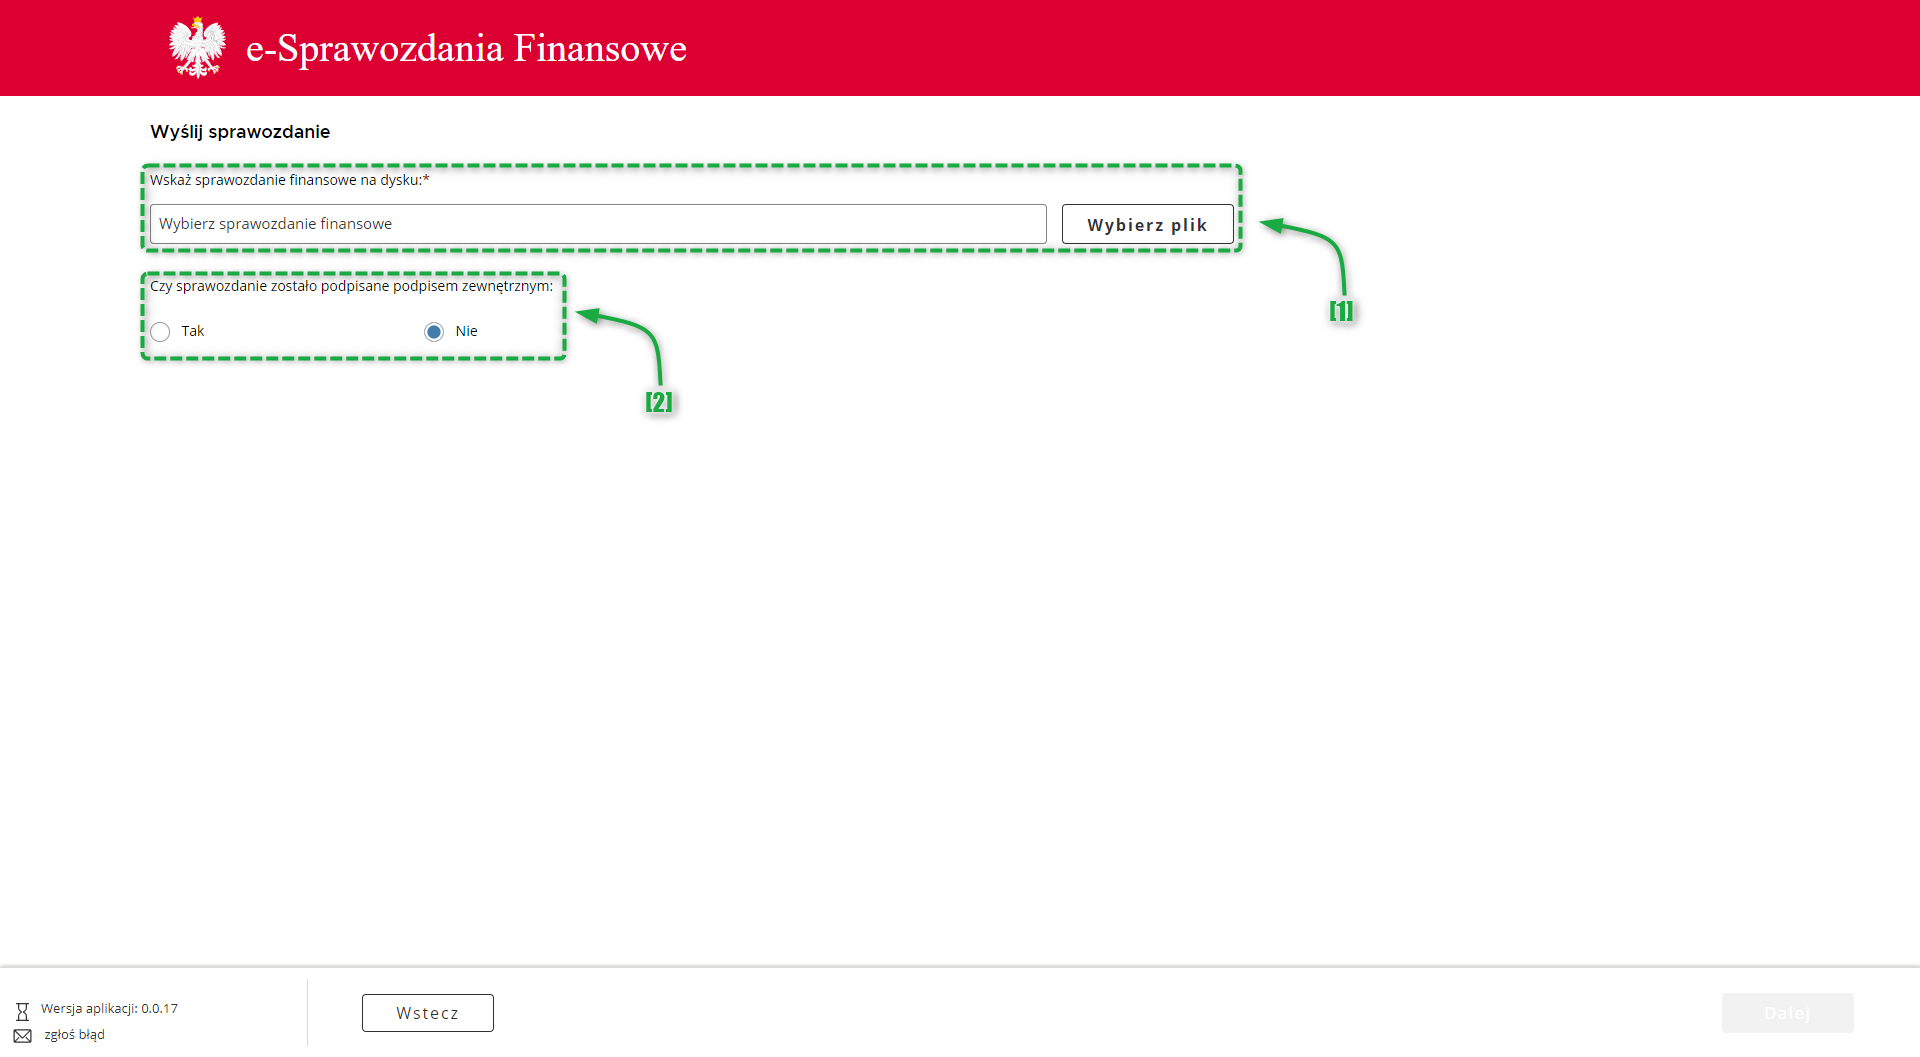 e-Sprawozdania Finansowe
Wyślij sprawozdanie
Wskaż sprawozdanie finansowe na dysku:*
Wybierz sprawozdanie finansowe
Wybierz plik
[1]
Czy sprawozdanie zostało podpisane podpisem zewnętrznym:
Tak
Nie
[2]
Wersja aplikacji: 0.0.17
zgłoś błąd
Wstecz
Dalej